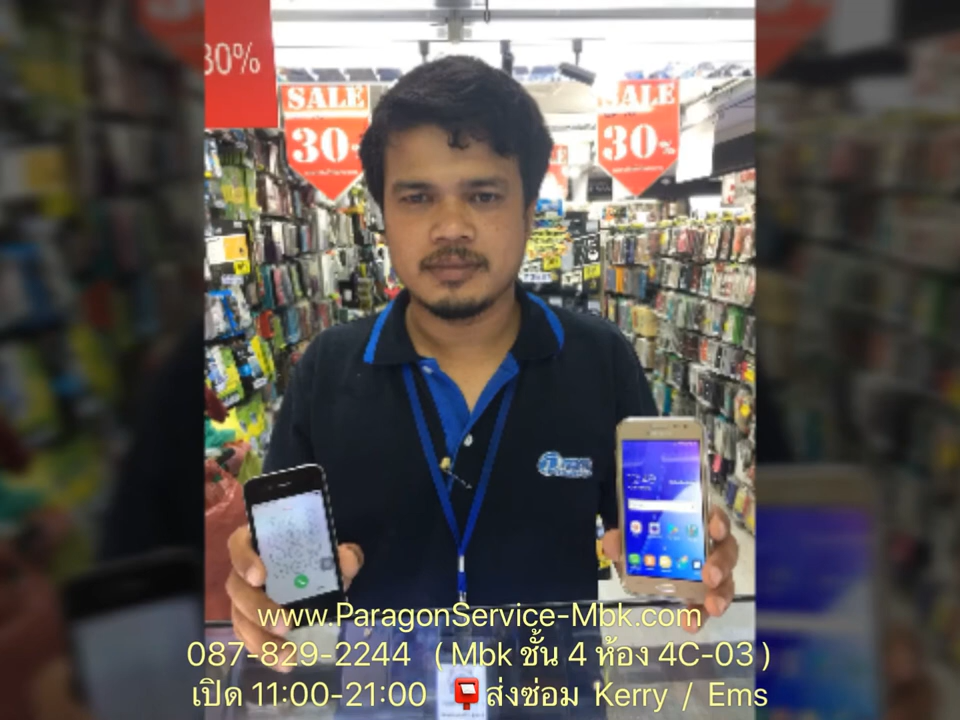 30%
SALE
30
SALE
30%
www.ParagonService-Mbk.com
087-829-2244 (Mbk ชั้น 4 ห้อง 4C-03)
เปิด 11:00-21:00 📮ส่งซ่อม Kerry / Ems